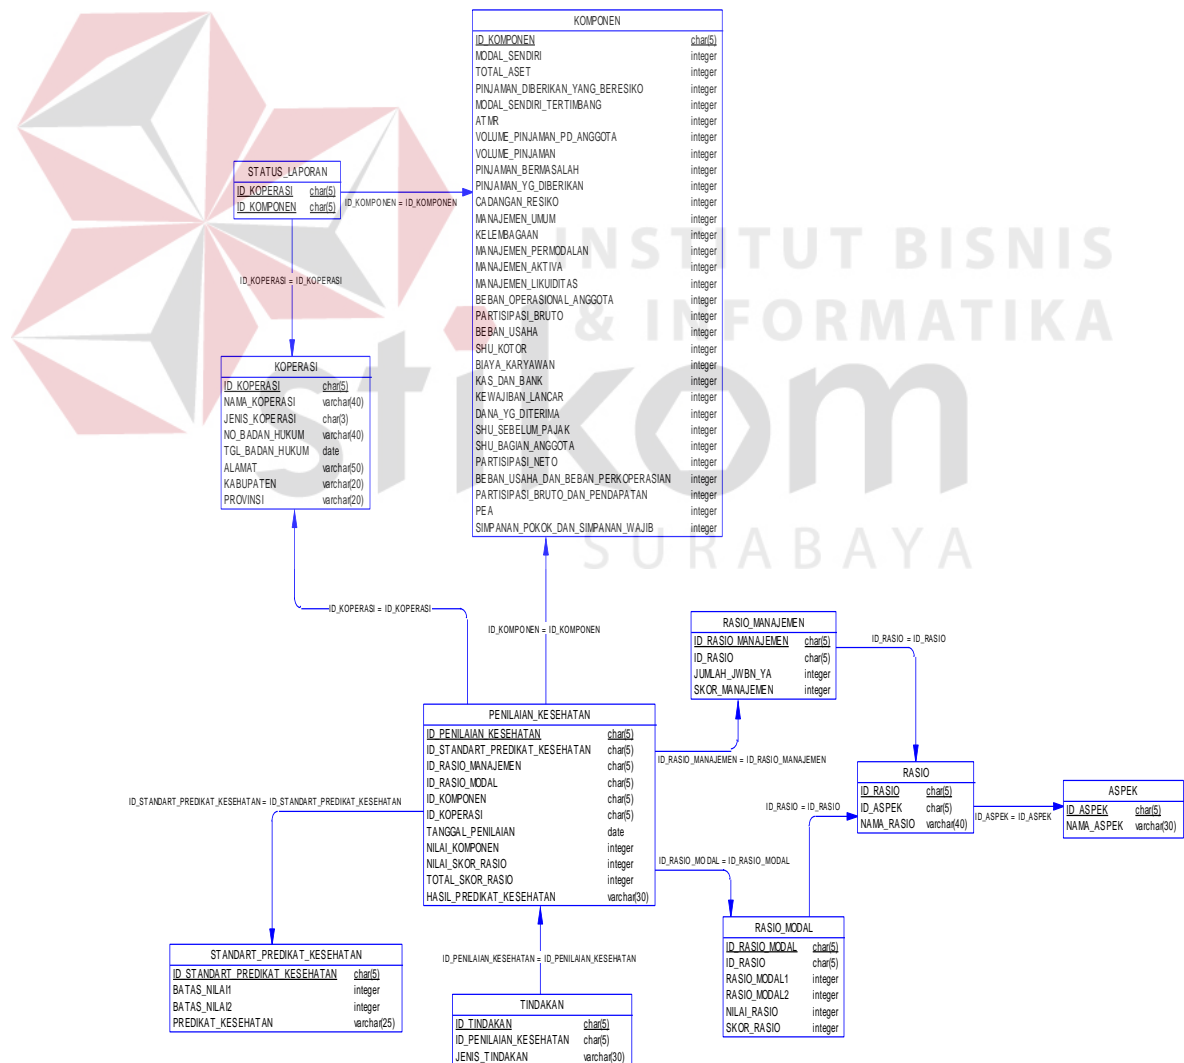 KOMPONEN
ID_KOMPONEN char(5)
MODAL_SENDIRI integer
TOTAL_ASET integer
PINJAMAN_DIBERIKAN_YANG_BERESIKO integer
MODAL_SENDIRI_TERTIMBANG integer
ATMR integer
VOLUME_PINJAMAN_PD_ANGGOTA integer
VOLUME_PINJAMAN integer
PINJAMAN_BERMASALAH integer
PINJAMAN_YG_DIBERIKAN integer
CADANGAN_RESIKO integer
MANAJEMEN_UMUM integer
KELEMBAGAAN integer
MANAJEMEN_PERMODALAN integer
MANAJEMEN_AKTIVA integer
MANAJEMEN_LIKUIDITAS integer
BEBAN_OPERASIONAL_ANGGOTA integer
PARTISIPASI_BRUTO integer
BEBAN_USAHA integer
SHU_KOTOR integer
BIAYA_KARYAWAN integer
KAS_DAN_BANK integer
KEWAJIBAN_LANCAR integer
DANA_YG_DITERIMA integer
SHU_SEBELUM_PAJAK integer
SHU_BAGIAN_ANGGOTA integer
PARTISIPASI_NETO integer
BEBAN_USAHA_DAN_BEBAN_PERKOPERASIAN integer
PARTISIPASI_BRUTO_DAN_PENDAPATAN integer
PEA integer
SIMPANAN_POKOK_DAN_SIMPANAN_WAJIB integer
STATUS_LAPORAN
ID_KOPERASI char(5)
ID_KOMPONEN char(5)
ID_KOMPONEN = ID_KOMPONEN
ID_KOPERASI = ID_KOPERASI
INSTITUT BISNIS
& INFORMATIKA
stikom
SURABAYA
KOPERASI
ID_KOPERASI char(5)
NAMA_KOPERASI varchar(40)
JENIS_KOPERASI char(3)
NO_BADAN_HUKUM varchar(40)
TGL_BADAN_HUKUM date
ALAMAT varchar(50)
KABUPATEN varchar(20)
PROVINSI varchar(20)
ID_KOPERASI = ID_KOPERASI
ID_KOMPONEN = ID_KOMPONEN
RASIO_MANAJEMEN
ID_RASIO_MANAJEMEN char(5)
ID_RASIO char(5)
JUMLAH_JWBN_YA integer
SKOR_MANAJEMEN integer
ID_RASIO = ID_RASIO
PENILAIAN_KESEHATAN
ID_PENILAIAN_KESEHATAN char(5)
ID_STANDART_PREDIKAT_KESEHATAN char(5)
ID_RASIO_MANAJEMEN char(5)
ID_RASIO_MODAL char(5)
ID_KOMPONEN char(5)
ID_KOPERASI char(5)
TANGGAL_PENILAIAN date
NILAI_KOMPONEN integer
NILAI_SKOR_RASIO integer
TOTAL_SKOR_RASIO integer
HASIL_PREDIKAT_KESEHATAN varchar(30)
ID_RASIO_MANAJEMEN = ID_RASIO_MANAJEMEN
RASIO
ID_RASIO char(5)
ID_ASPEK char(5)
NAMA_RASIO varchar(40)
ID_ASPEK = ID_ASPEK
ASPEK
ID_ASPEK char(5)
NAMA_ASPEK varchar(30)
ID_STANDART_PREDIKAT_KESEHATAN = ID_STANDART_PREDIKAT_KESEHATAN
ID_RASIO = ID_RASIO
ID_RASIO_MODAL = ID_RASIO_MODAL
RASIO_MODAL
ID_RASIO_MODAL char(5)
ID_RASIO char(5)
RASIO_MODAL1 integer
RASIO_MODAL2 integer
NILAI_RASIO integer
SKOR_RASIO integer
STANDART_PREDIKAT_KESEHATAN
ID_STANDART_PREDIKAT_KESEHATAN char(5)
BATAS_NILAI1 integer
BATAS_NILAI2 integer
PREDIKAT_KESEHATAN varchar(25)
ID_PENILAIAN_KESEHATAN = ID_PENILAIAN_KESEHATAN
TINDAKAN
ID_TINDAKAN char(5)
ID_PENILAIAN_KESEHATAN char(5)
JENIS_TINDAKAN varchar(30)